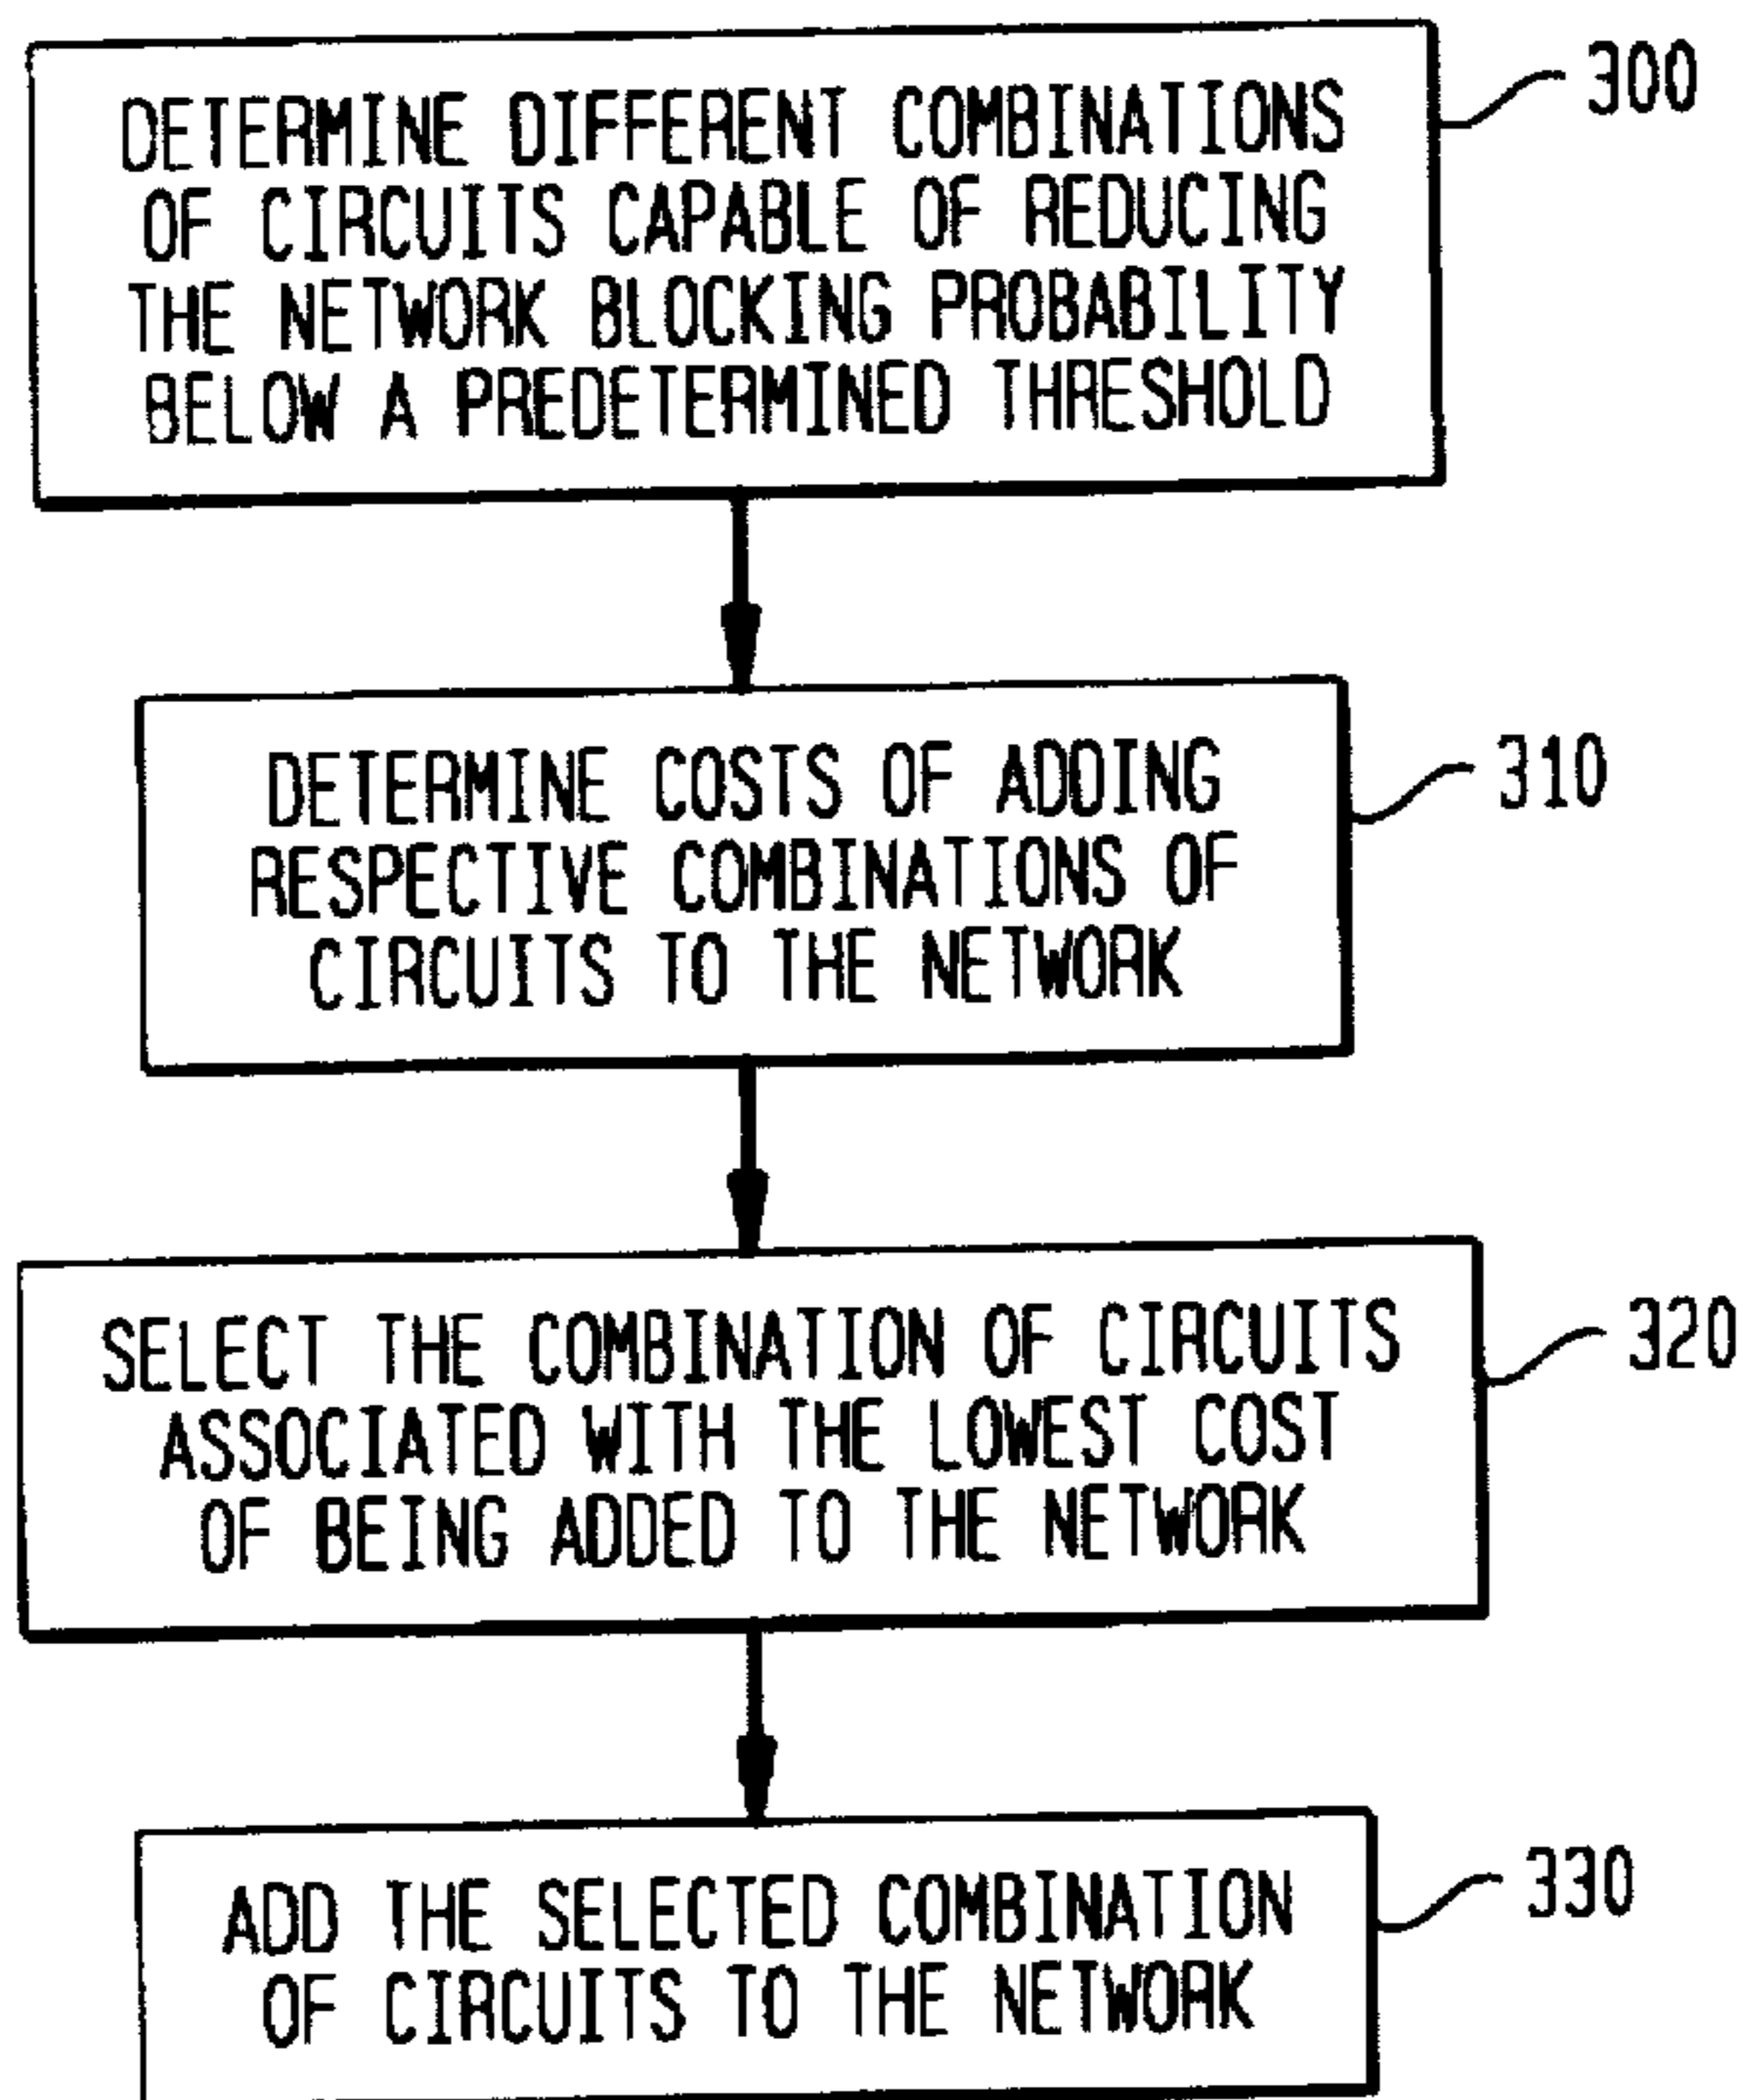 DETERMINE DIFFERENT COMBINATIONS
OF CIRCUITS CAPABLE OF REDUCING
THE NETWORK BLOCKING PROBABILITY
BELOW A PREDETERMINED THRESHOLD
300
DETERMINE COSTS OF ADDING
RESPECTIVE COMBINATIONS OF
CIRCUITS TO THE NETWORK
310
SELECT THE COMBINATION OF CIRCUITS
ASSOCIATED WITH THE LOWEST COST
OF BEING ADDED TO THE NETWORK
320
ADD THE SELECTED COMBINATION
OF CIRCUITS TO THE NETWORK
330